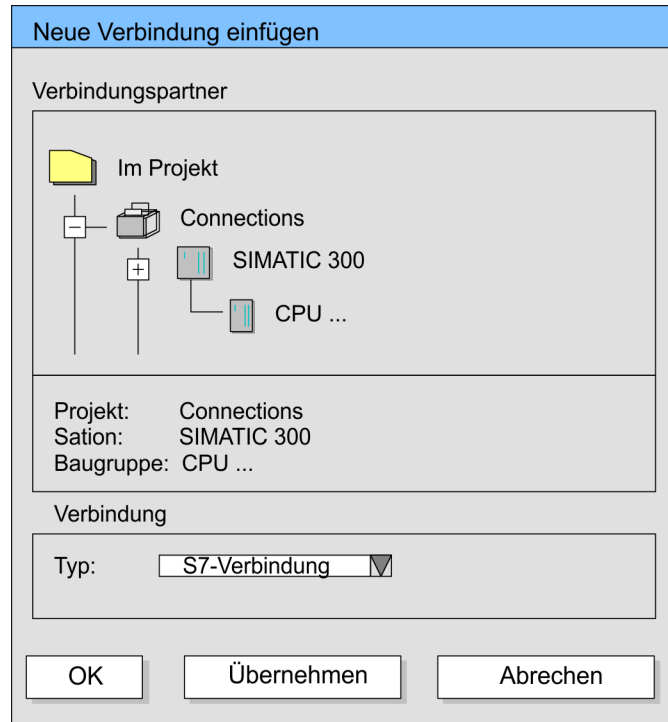 Neue Verbindung einfügen
Verbindungspartner
Im Projekt
Connections
SIMATIC 300
CPU ...
Projekt: Connections
Sation: SIMATIC 300
Baugruppe: CPU ...
Verbindung
Typ: S7-Verbindung
OK Übernehmen Abrechen